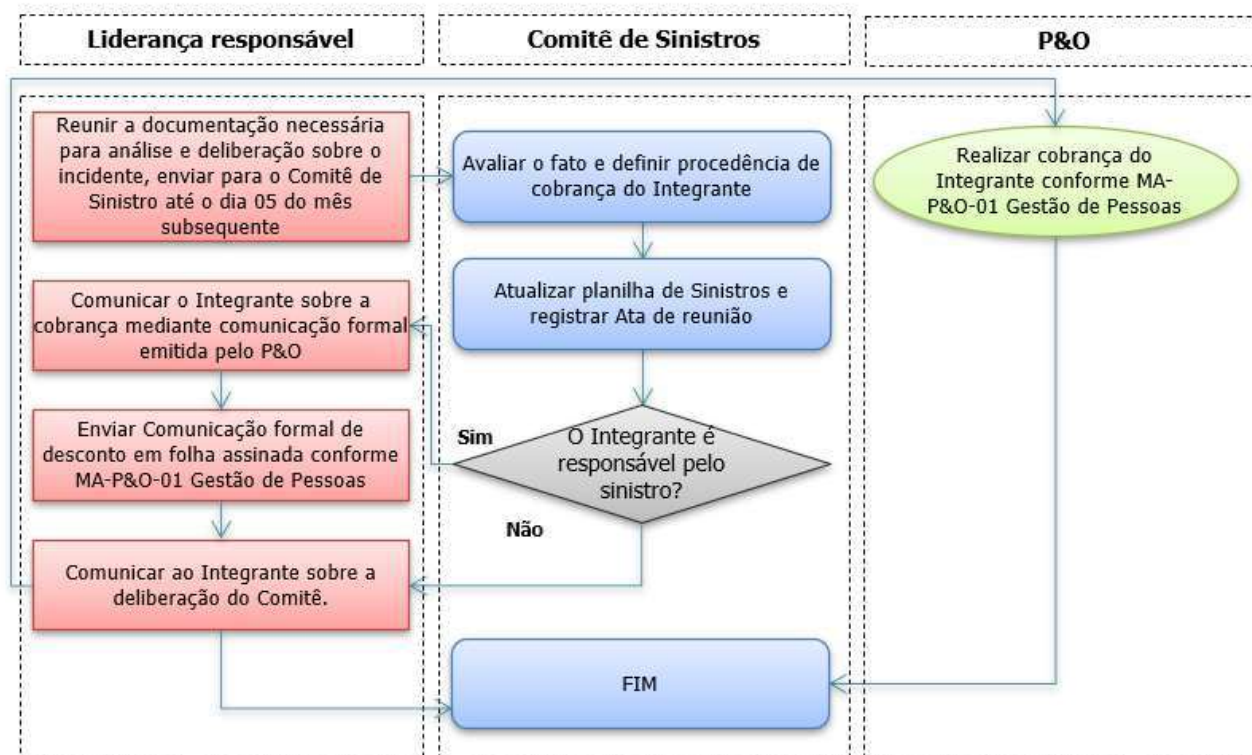 Liderança responsável
Comitê de Sinistros
P&O
Reunir a documentação necessária
para análise e deliberação sobre o
incidente, enviar para o Comitê de
Sinistro até o dia 05 do mês
subsequente
Avaliar o fato e definir procedência de
cobrança do Integrante
Realizar cobrança do
Integrante conforme MA-
P&O-01 Gestão de Pessoas
Atualizar planilha de Sinistros e
registrar Ata de reunião
Comunicar o Integrante sobre a
cobrança mediante comunicação formal
emitida pelo P&O
Sim
O Integrante é
responsável pelo
sinistro?
Enviar Comunicação formal de
desconto em folha assinada conforme
MA-P&O-01 Gestão de Pessoas
Não
Comunicar ao Integrante sobre a
deliberação do Comitê.
FIM